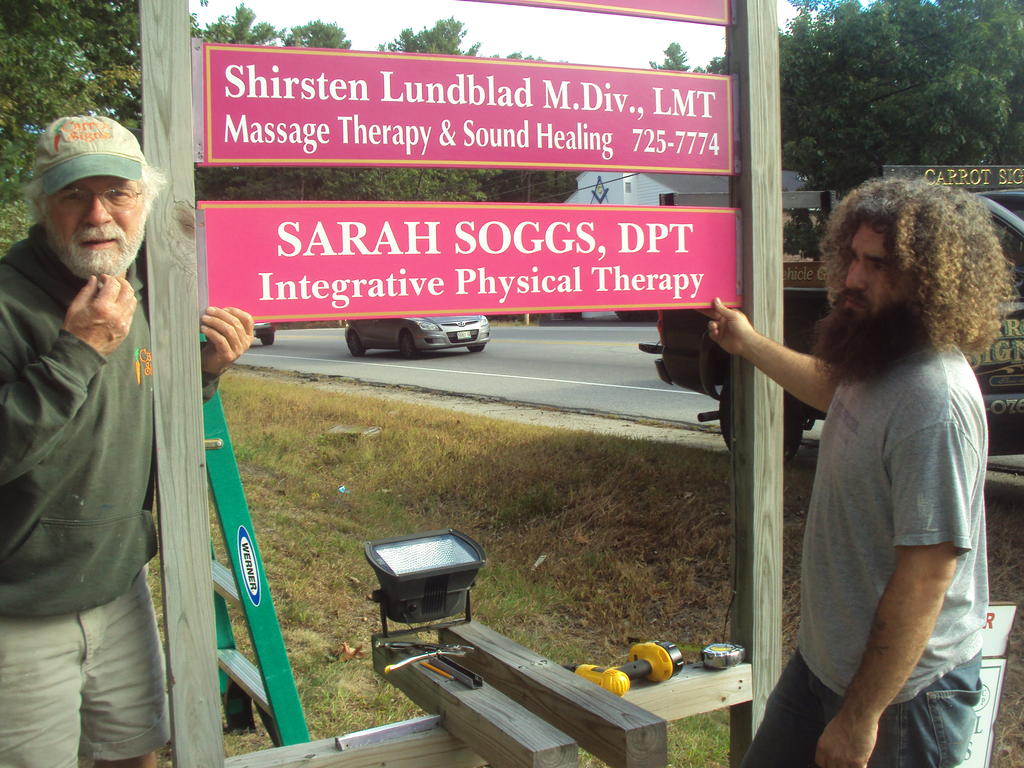 Shirsten Lundblad M.Div., LMT
Massage Therapy & Sound Healing 725-7774
SARAH SOGGS, DPT
Integrative Physical Therapy
CARROT SIG
WERNER